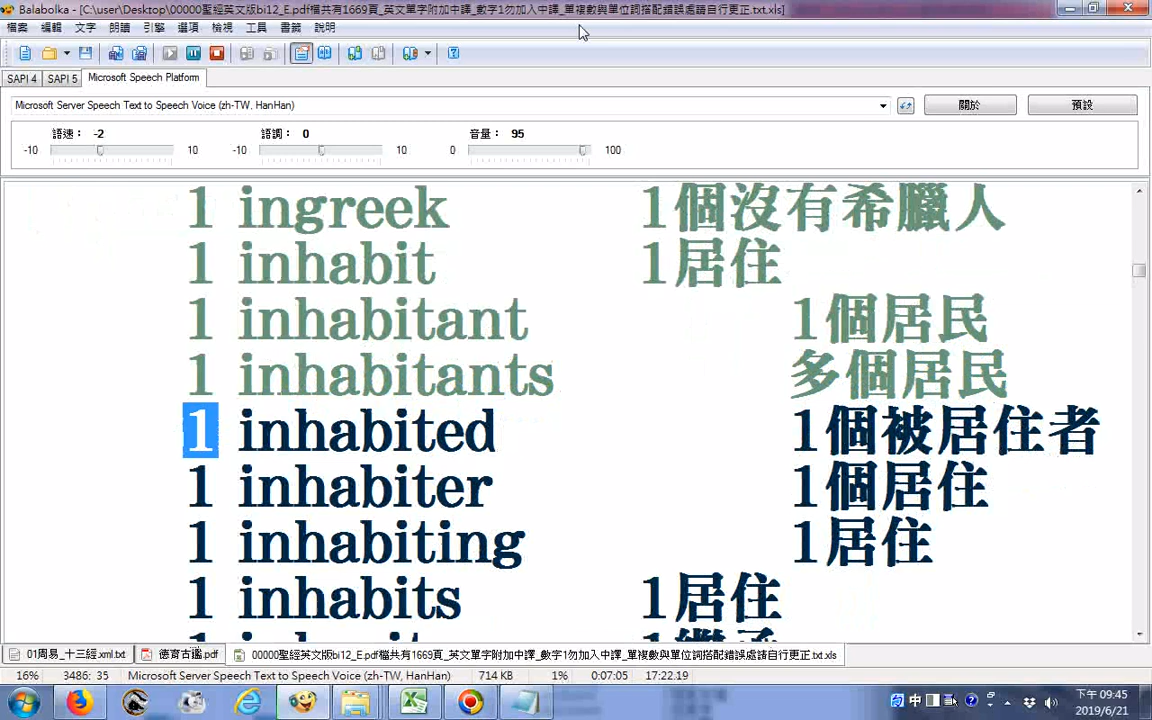 Balabolka - [C:\user\Desktop\00000聖經英文版bi12_E.pdf檔共有1669頁_英文單字附加中譯_數字1勿加入中譯_單複數與單位詞搭配錯誤處請自行更正.txt.xls]
檔案 編輯 文字 朗讀 引擎 選項 檢視 工具 書籤 說明
SAPI 4 SAPI 5 Microsoft Speech Platform
Microsoft Server Speech Text to Speech Voice (zh-TW, HanHan) 關於 預設
語速： -2 語調： 0 音量： 95
-10 10 -10 10 0 100
1 ingreek 1個沒有希臘人
1 inhabit 1居住
1 inhabitant 1個居民
1 inhabitants 多個居民
1 inhabited 1個被居住者
1 inhabiter 1個居住
1 inhabiting 1居住
1 inhabits 1居住
01周易_十三經.xml.txt 德育古鑑.pdf 00000聖經英文版bi12_E.pdf檔共有1669頁_英文單字附加中譯_數字1勿加入中譯_單複數與單位詞搭配錯誤處請自行更正.txt.xls
16% 3486: 35 Microsoft Server Speech Text to Speech Voice (zh-TW, HanHan) 714 KB 1% 0:07:05 17:22.19
中 下午 09:45
2019/6/21